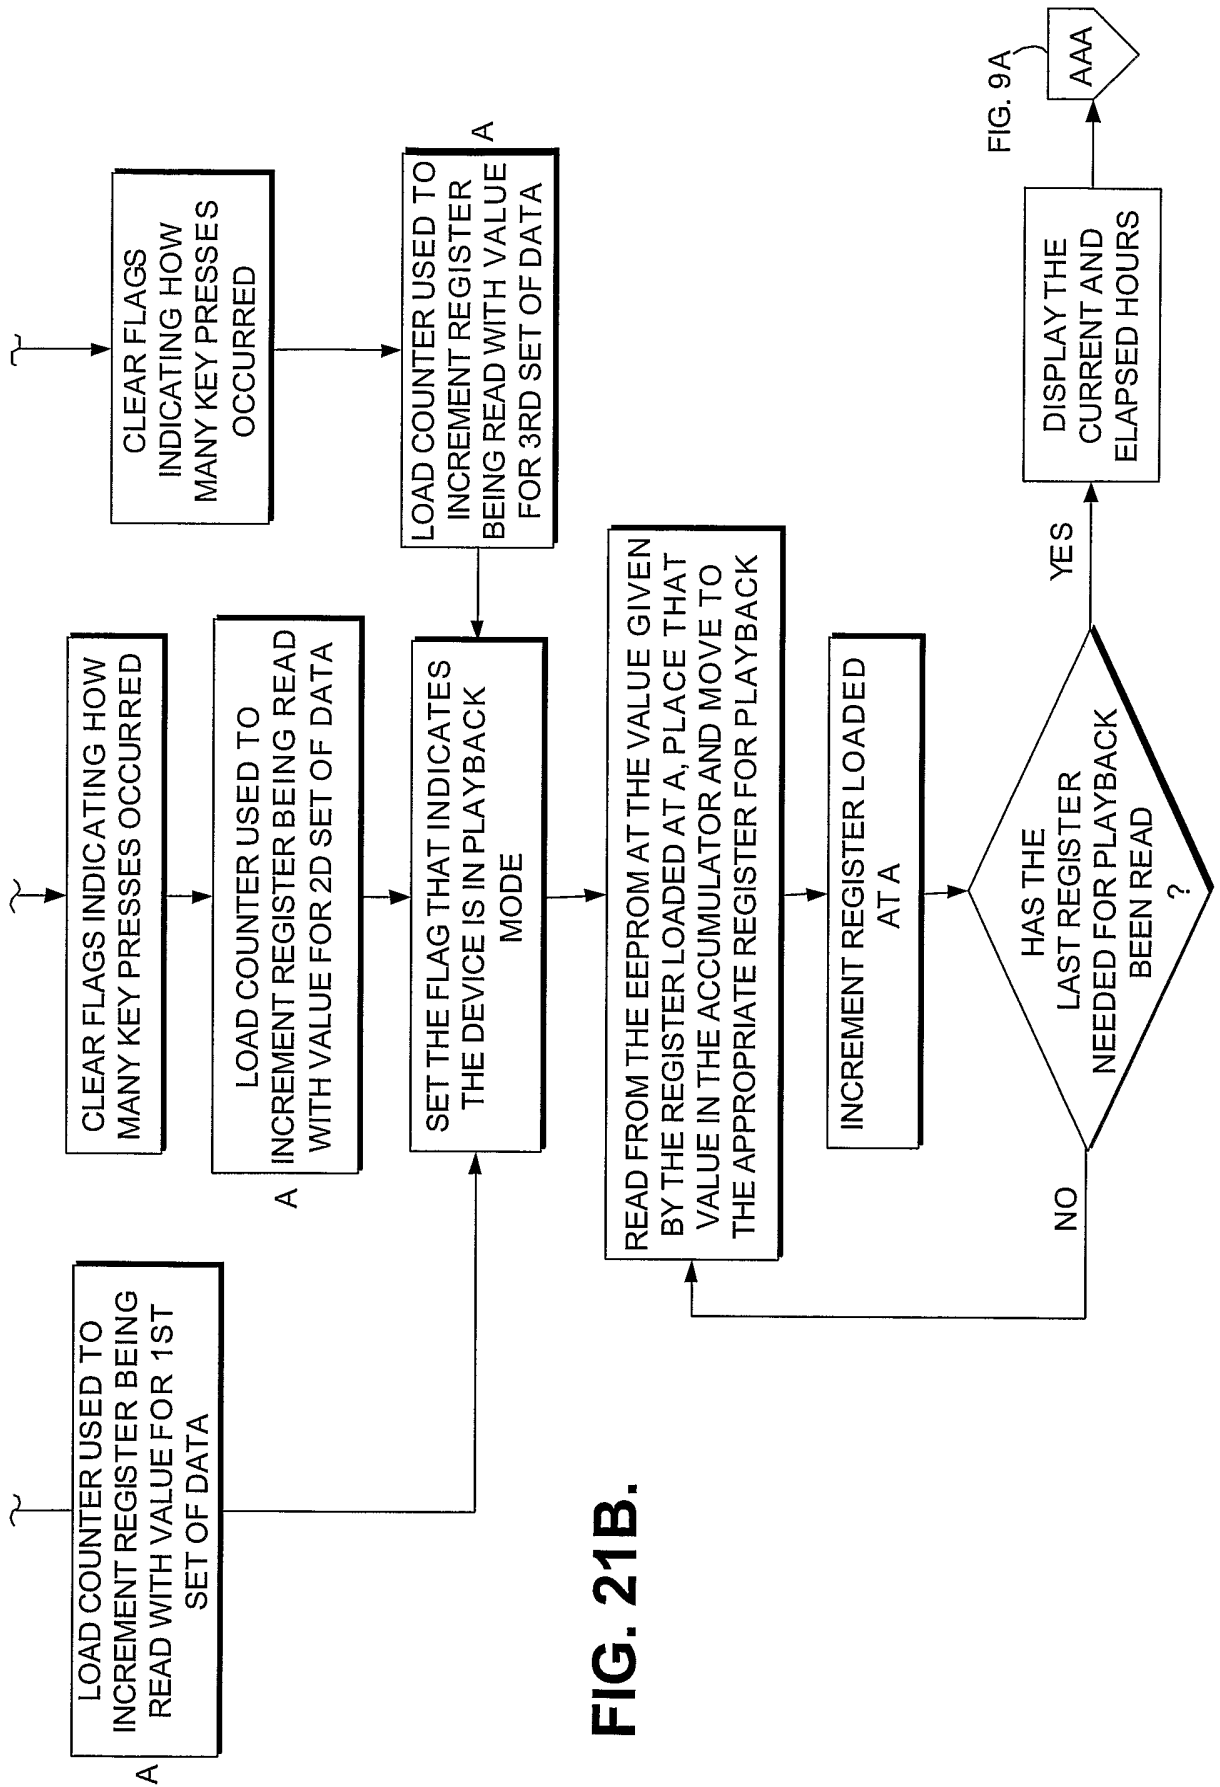 LOAD COUNTER USED TO
INCREMENT REGISTER BEING
READ WITH VALUE FOR 1ST
SET OF DATA
A
CLEAR FLAGS INDICATING HOW
MANY KEY PRESSES OCCURRED
LOAD COUNTER USED TO
INCREMENT REGISTER BEING READ
WITH VALUE FOR 2D SET OF DATA
A
CLEAR FLAGS
INDICATING HOW
MANY KEY PRESSES
OCCURRED
LOAD COUNTER USED TO
INCREMENT REGISTER
BEING READ WITH VALUE
FOR 3RD SET OF DATA
A
SET THE FLAG THAT INDICATES
THE DEVICE IS IN PLAYBACK
MODE
READ FROM THE EEPROM AT THE VALUE GIVEN
BY THE REGISTER LOADED AT A, PLACE THAT
VALUE IN THE ACCUMULATOR AND MOVE TO
THE APPROPRIATE REGISTER FOR PLAYBACK
INCREMENT REGISTER LOADED
AT A
HAS THE
LAST REGISTER
NEEDED FOR PLAYBACK
BEEN READ
?
NO
YES
DISPLAY THE
CURRENT AND
ELAPSED HOURS
FIG. 9A
AAA
FIG. 21B.